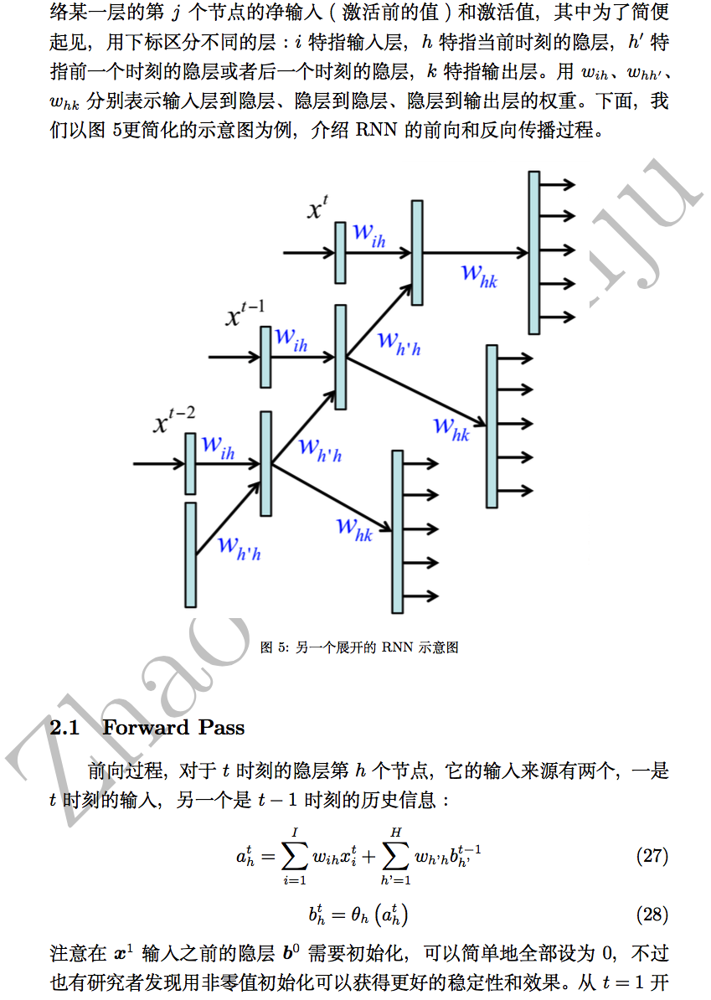 络某一层的第 j 个节点的净输入(激活前的值)和激活值，其中为了简便
起见，用下标区分不同的层：i 特指输入层，h 特指当前时刻的隐层，h′ 特
指前一个时刻的隐层或者后一个时刻的隐层，k 特指输出层。用 w_{ih}、w_{hh′}、
w_{hk} 分别表示输入层到隐层、隐层到隐层、隐层到输出层的权重。下面，我
们以图 5更简化的示意图为例，介绍 RNN 的前向和反向传播过程。
x^t
w_{ih}
w_{hk}
x^{t-1}
w_{ih}
w_{h'h}
w_{hk}
x^{t-2}
w_{ih}
w_{h'h}
w_{hk}
w_{h'h}
图 5: 另一个展开的 RNN 示意图
2.1 Forward Pass
前向过程，对于 t 时刻的隐层第 h 个节点，它的输入来源有两个，一是
t 时刻的输入，另一个是 t − 1 时刻的历史信息：
a_h^t = \sum_{i=1}^{I} w_{ih} x_i^t + \sum_{h'=1}^{H} w_{h'h} b_{h'}^{t-1} (27)
b_h^t = θ_h (a_h^t) (28)
注意在 x^1 输入之前的隐层 b^0 需要初始化，可以简单地全部设为 0，不过
也有研究者发现用非零值初始化可以获得更好的稳定性和效果。从 t = 1 开
Zhao